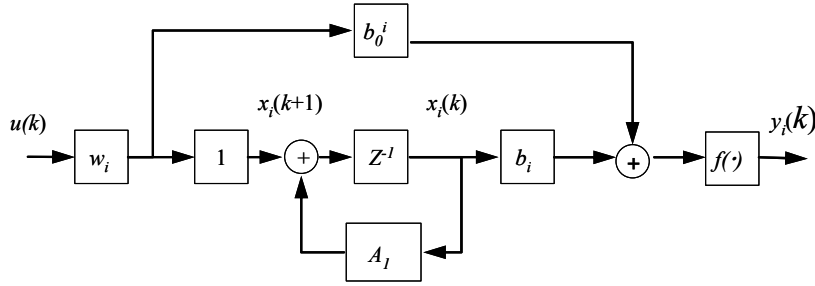 b₀ⁱ
xᵢ(k+1)
xᵢ(k)
u(k)
yᵢ(k)
wᵢ
1
+
Z⁻¹
bᵢ
+
f(·)
A₁